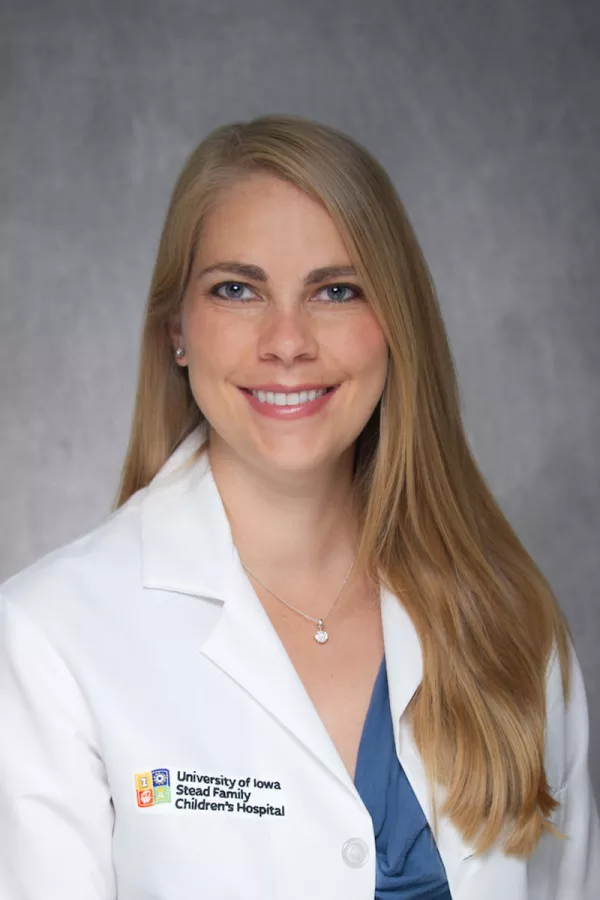 University of Iowa
Stead Family
Children's Hospital